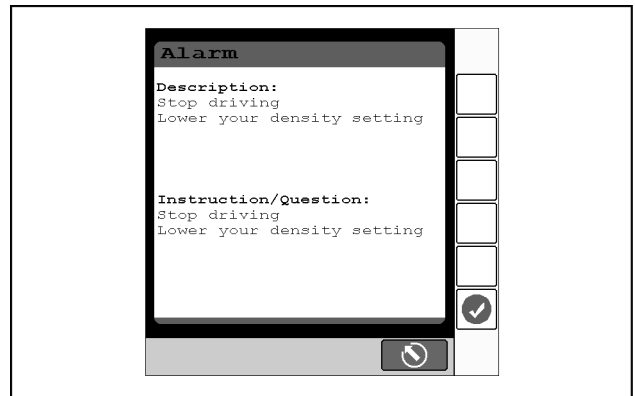 Alarm
Description:
Stop driving
Lower your density setting
Instruction/Question:
Stop driving
Lower your density setting